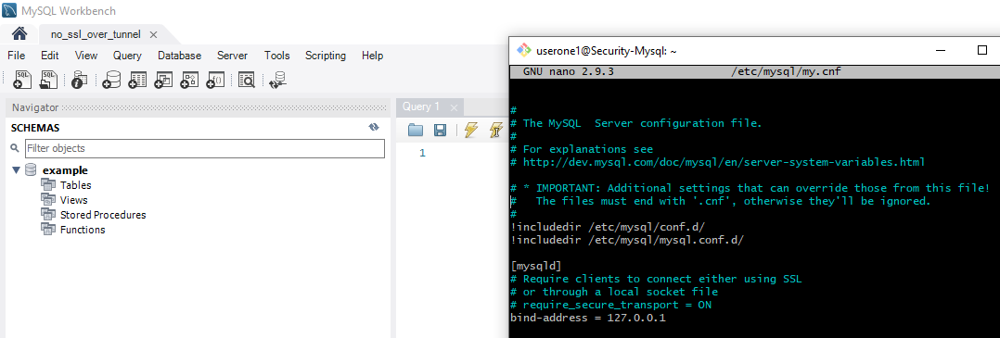 MySQL Workbench
no_ssl_over_tunnel
File Edit View Query Database Server Tools Scripting Help
Navigator
SCHEMAS
Filter objects
example
Tables
Views
Stored Procedures
Functions
Query 1
1
userone1@Security-Mysql: ~
GNU nano 2.9.3 /etc/mysql/my.cnf
#
# The MySQL  Server configuration file.
#
# For explanations see
# http://dev.mysql.com/doc/mysql/en/server-system-variables.html
# * IMPORTANT: Additional settings that can override those from this file!
#   The files must end with '.cnf', otherwise they'll be ignored.
#
!includedir /etc/mysql/conf.d/
!includedir /etc/mysql/mysql.conf.d/
[mysqld]
# Require clients to connect either using SSL
# or through a local socket file
# require_secure_transport = ON
bind-address = 127.0.0.1